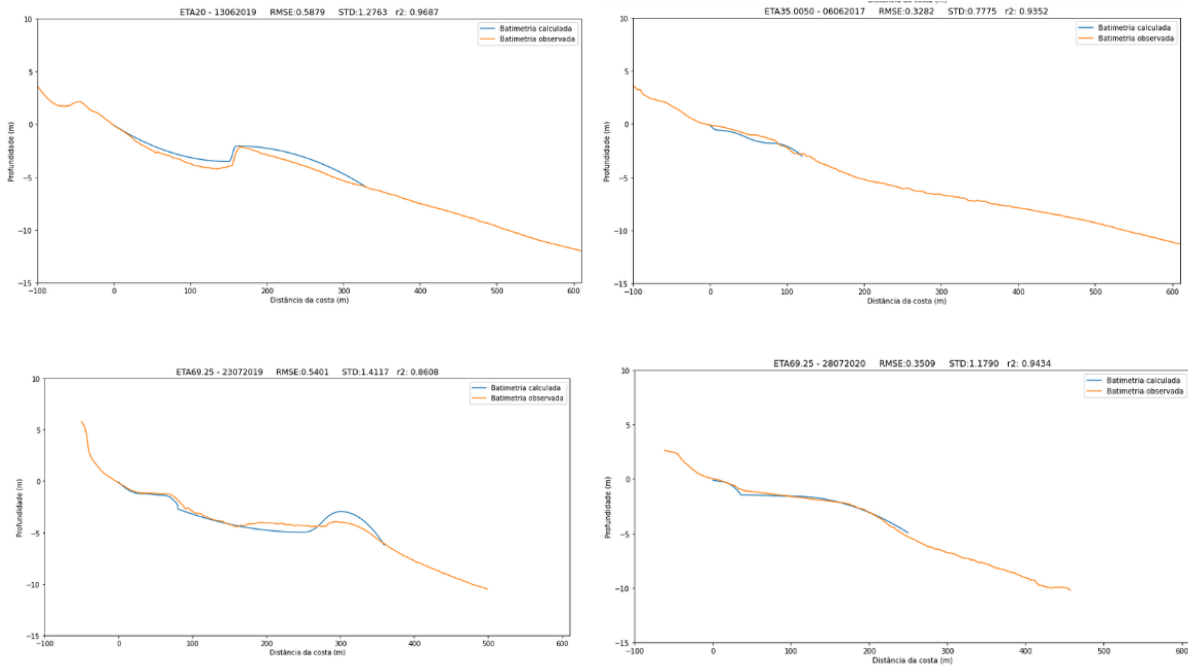 ETA20 - 13062019 RMSE:0.5879 STD:1.2763 r2: 0.9687
Batimetria calculada
Batimetria observada
10
5
0
−5
−10
−15
Profundidade (m)
−100 0 100 200 300 400 500 600
Distância da costa (m)
Distância da costa (m)
ETA35.0050 - 06062017 RMSE:0.3282 STD:0.7775 r2: 0.9352
Batimetria calculada
Batimetria observada
10
5
0
−5
−10
−15
Profundidade (m)
−100 0 100 200 300 400 500 600
Distância da costa (m)
ETA69.25 - 23072019 RMSE:0.5401 STD:1.4117 r2: 0.8608
Batimetria calculada
Batimetria observada
10
5
0
−5
−10
−15
Profundidade (m)
−100 0 100 200 300 400 500 600
Distância da costa (m)
ETA69.25 - 28072020 RMSE:0.3509 STD:1.1790 r2: 0.9434
Batimetria calculada
Batimetria observada
10
5
0
−5
−10
−15
Profundidade (m)
−100 0 100 200 300 400 500 600
Distância da costa (m)